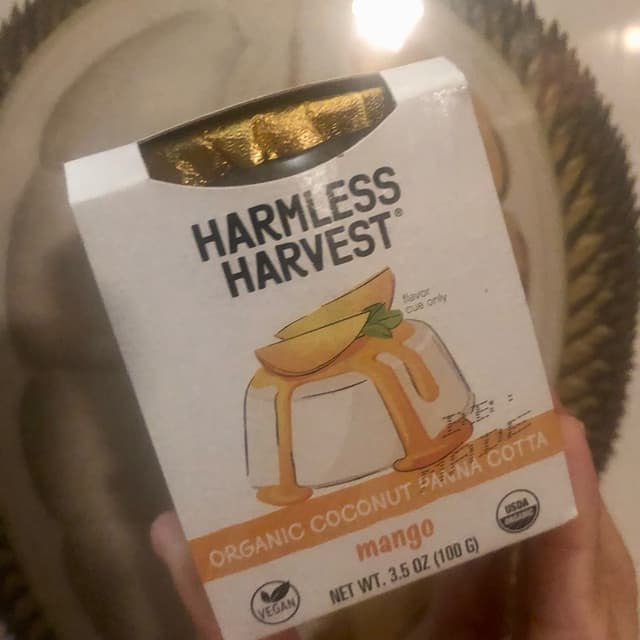 HARMLESS
HARVEST®
flavor
cue only
ORGANIC COCONUT PANNA COTTA
mango
USDA
ORGANIC
VEGAN
NET WT. 3.5 OZ (100 G)